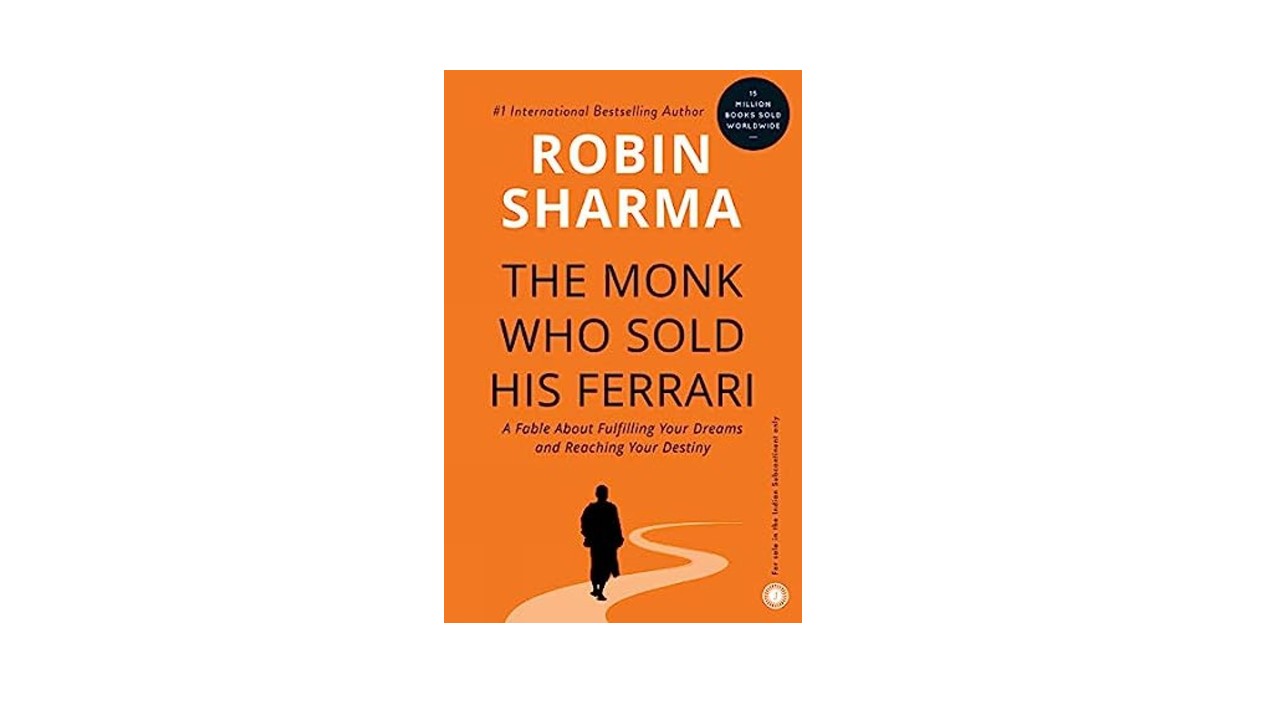 #1 International Bestselling Author
15
MILLION
BOOKS SOLD
WORLDWIDE
ROBIN
SHARMA
THE MONK
WHO SOLD
HIS FERRARI
A Fable About Fulfilling Your Dreams
and Reaching Your Destiny
For sale in the Indian Subcontinent only
J